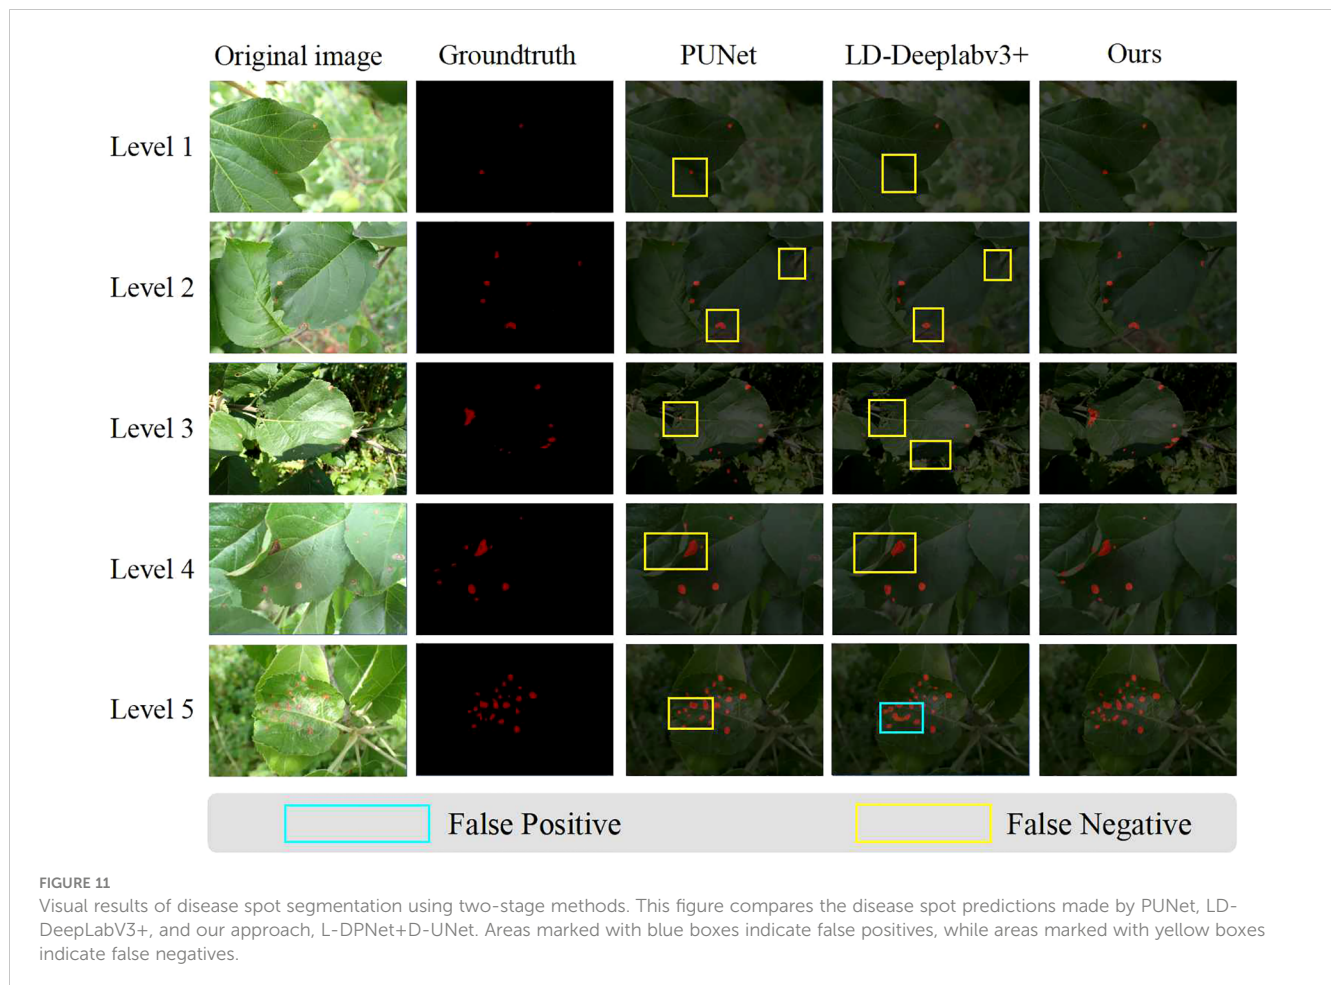 Original image Groundtruth PUNet LD-Deeplabv3+ Ours
Level 1
Level 2
Level 3
Level 4
Level 5
False Positive False Negative
FIGURE 11
Visual results of disease spot segmentation using two-stage methods. This figure compares the disease spot predictions made by PUNet, LD-
DeepLabV3+, and our approach, L-DPNet+D-UNet. Areas marked with blue boxes indicate false positives, while areas marked with yellow boxes
indicate false negatives.